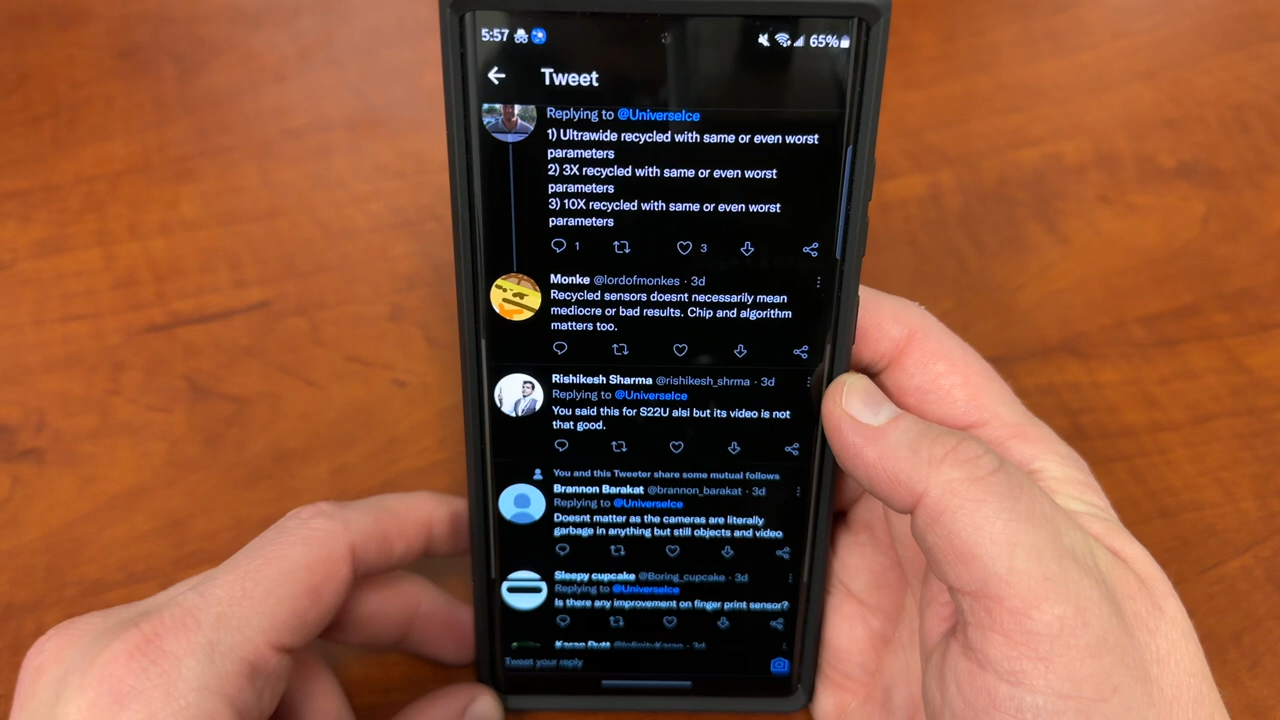 5:57
65%
Tweet
Replying to @UniverseIce
1) Ultrawide recycled with same or even worst
parameters
2) 3X recycled with same or even worst
parameters
3) 10X recycled with same or even worst
parameters
1 3
Monke @lordofmonkes · 3d
Recycled sensors doesnt necessarily mean
mediocre or bad results. Chip and algorithm
matters too.
Rishikesh Sharma @rishikesh_shrma · 3d
Replying to @UniverseIce
You said this for S22U alsi but its video is not
that good.
You and this Tweeter share some mutual follows
Brannon Barakat @brannon_barakat · 3d
Replying to @UniverseIce
Doesnt matter as the cameras are literally
garbage in anything but still objects and video
Sleepy cupcake @Boring_cupcake · 3d
Replying to @UniverseIce
Is there any improvement on finger print sensor?
Karan Dutt @InfinityKaran · 3d
Tweet your reply